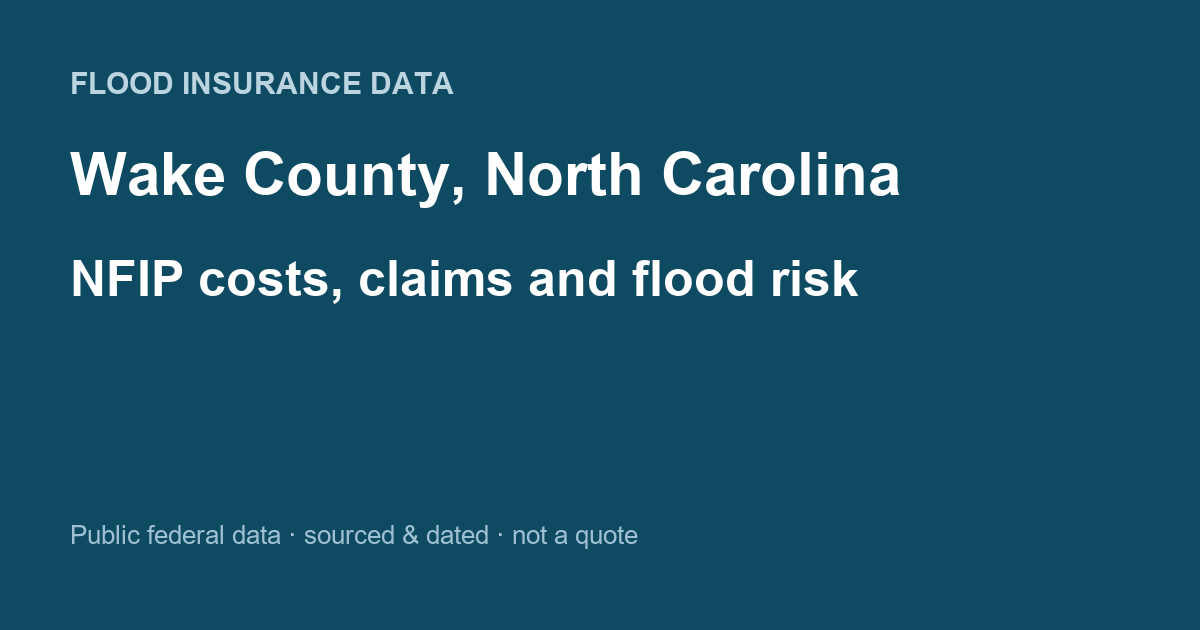 FLOOD INSURANCE DATA
Wake County, North Carolina
NFIP costs, claims and flood risk
Public federal data · sourced & dated · not a quote